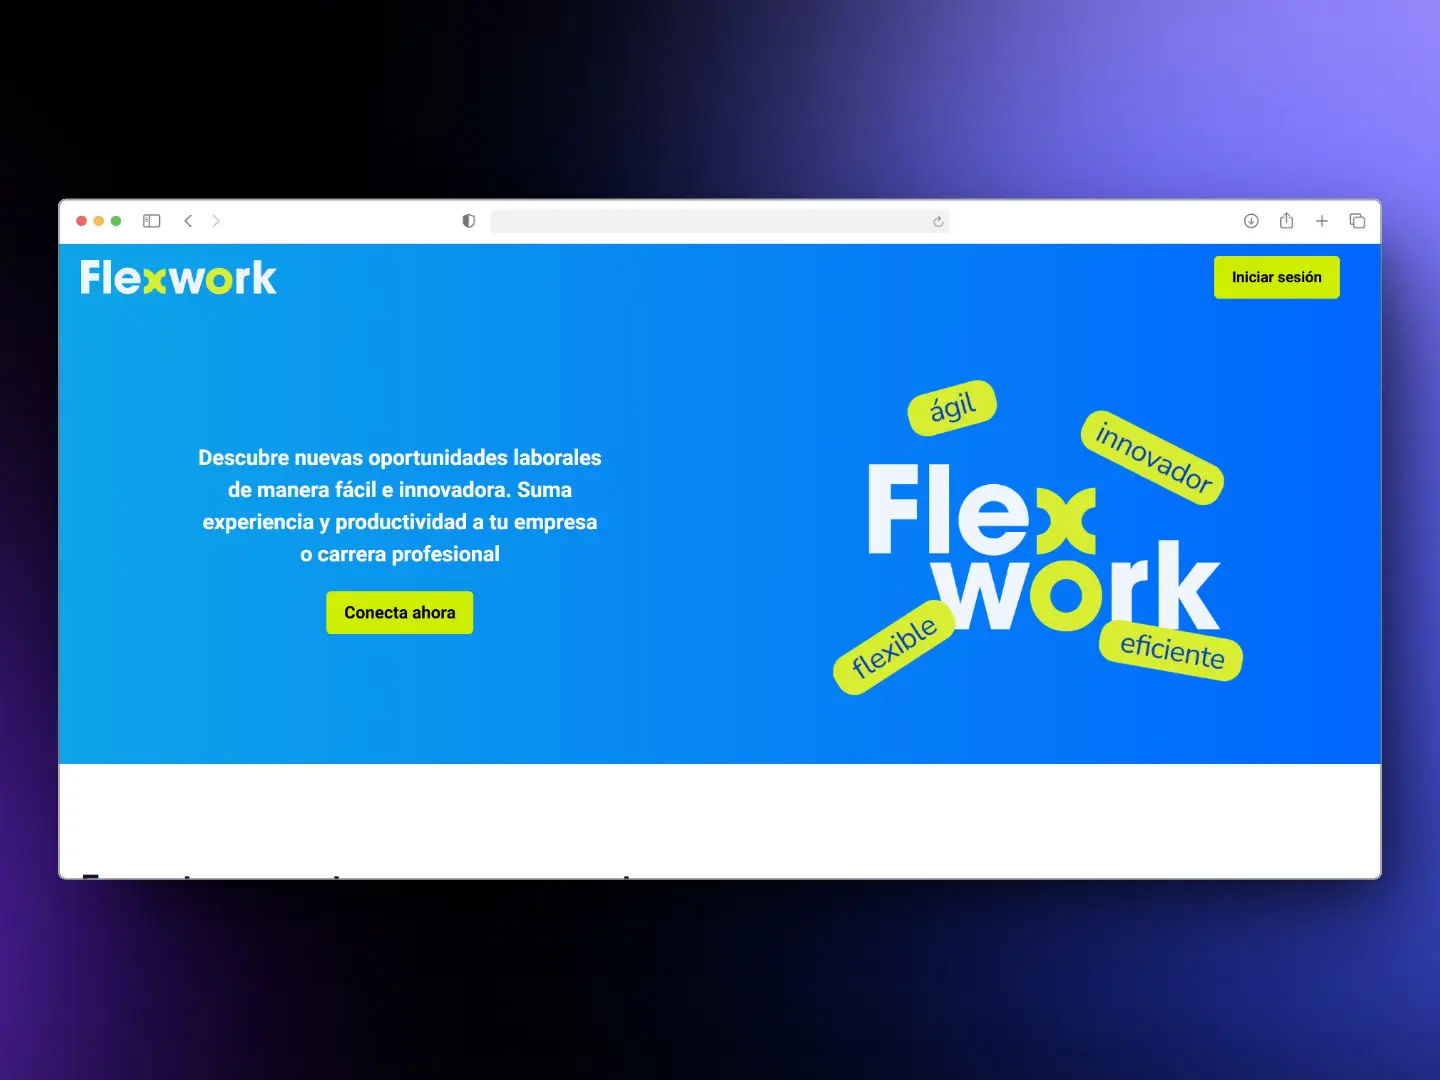 Flexwork
Iniciar sesión
Descubre nuevas oportunidades laborales
de manera fácil e innovadora. Suma
experiencia y productividad a tu empresa
o carrera profesional
Conecta ahora
ágil
innovador
Flex
work
flexible
eficiente